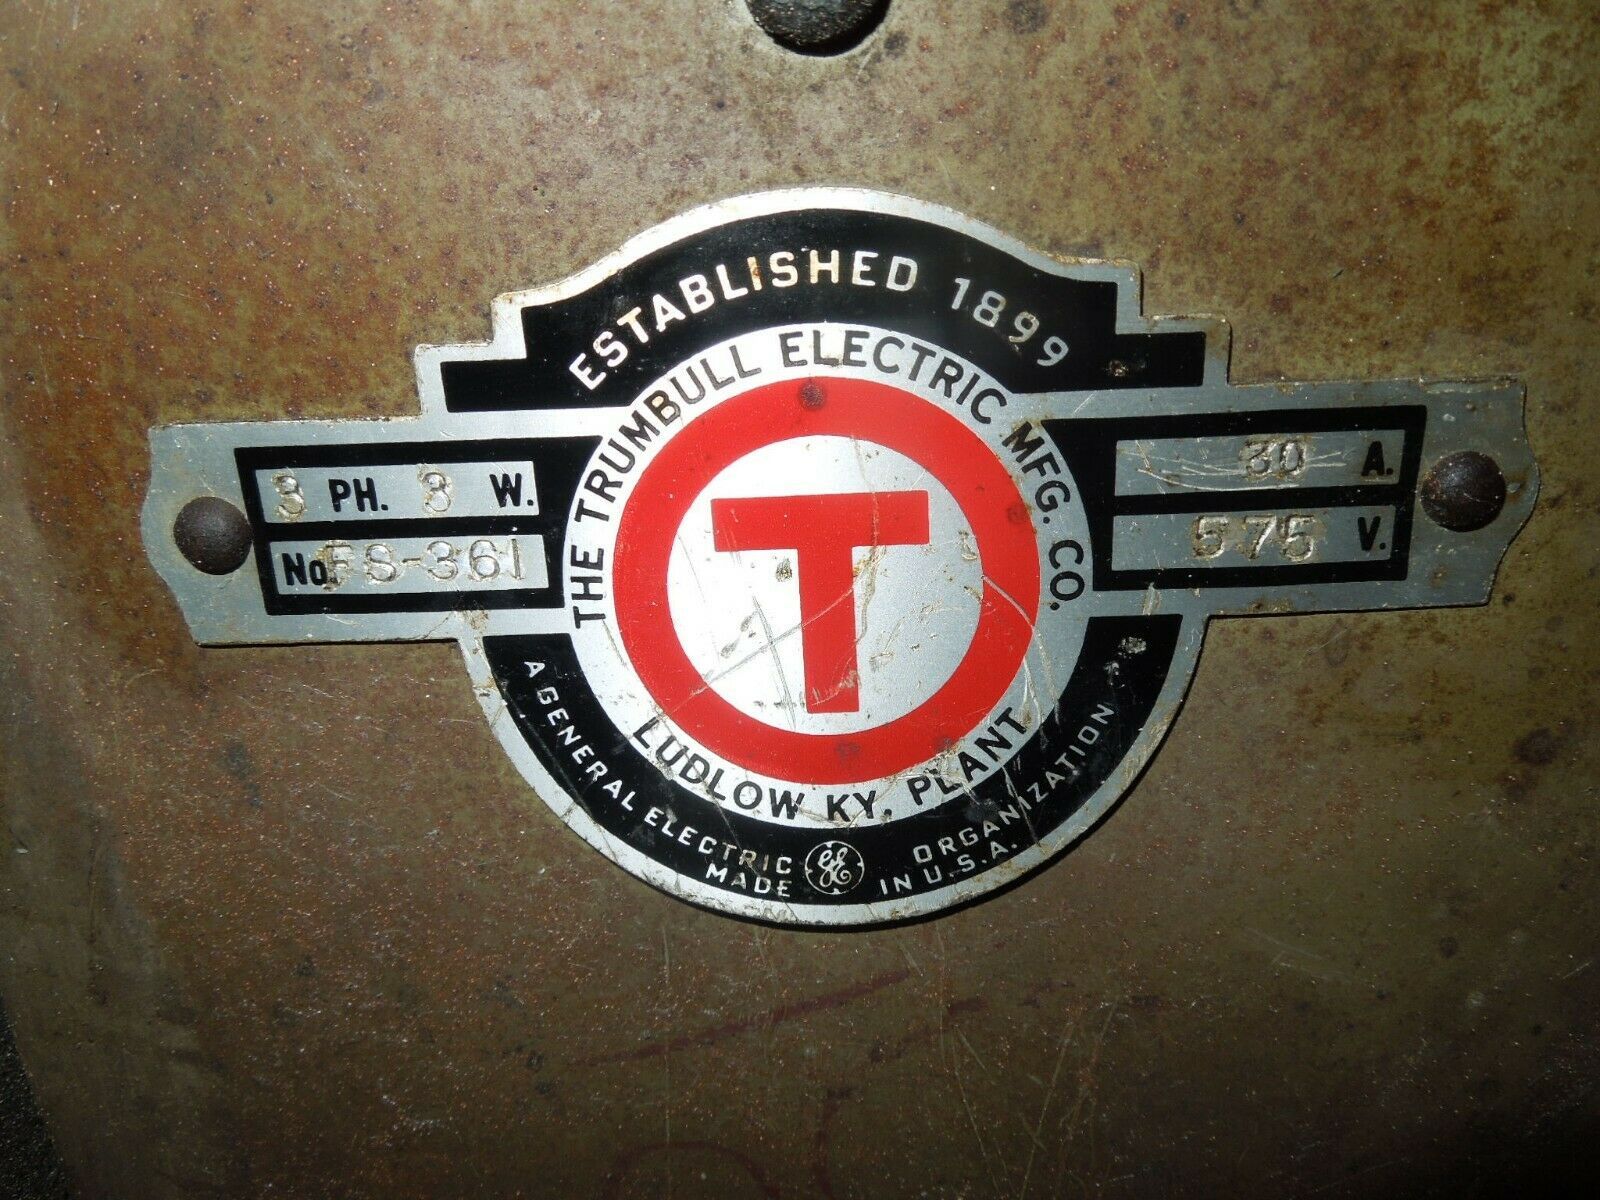 ESTABLISHED 1899
THE TRUMBULL ELECTRIC MFG. CO.
3 PH. 3 W.
No. FS-361
30 A.
575 V.
T
LUDLOW KY. PLANT
A GENERAL ELECTRIC GE ORGANIZATION
MADE IN U.S.A.